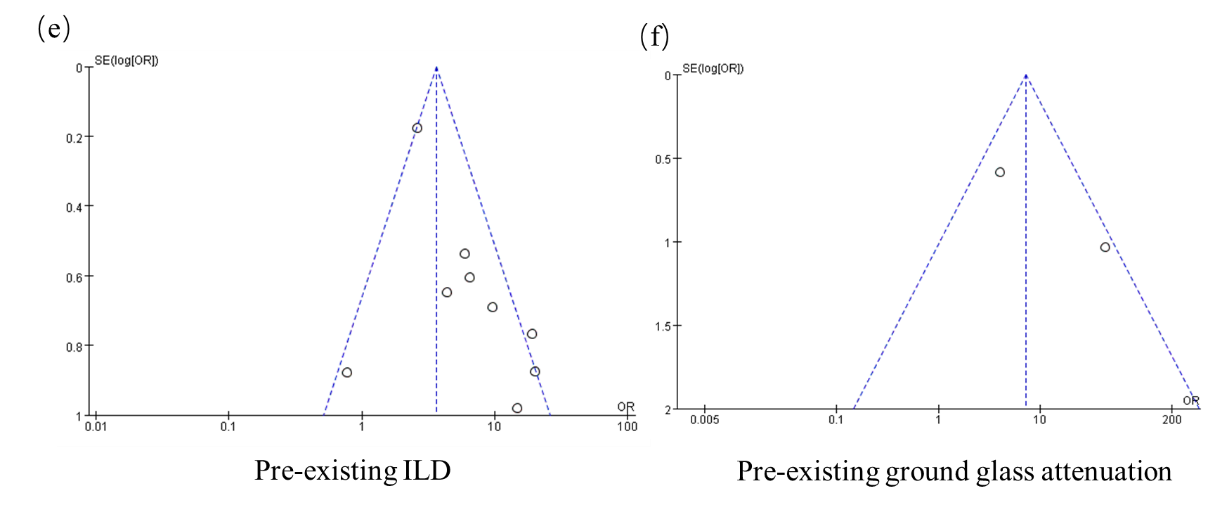 (e)
SE(log[OR])
0
0.2
0.4
0.6
0.8
1
0.01
0.1
1
10
100
OR
Pre-existing ILD
(f)
SE(log[OR])
0
0.5
1
1.5
2
0.005
0.1
1
10
200
OR
Pre-existing ground glass attenuation